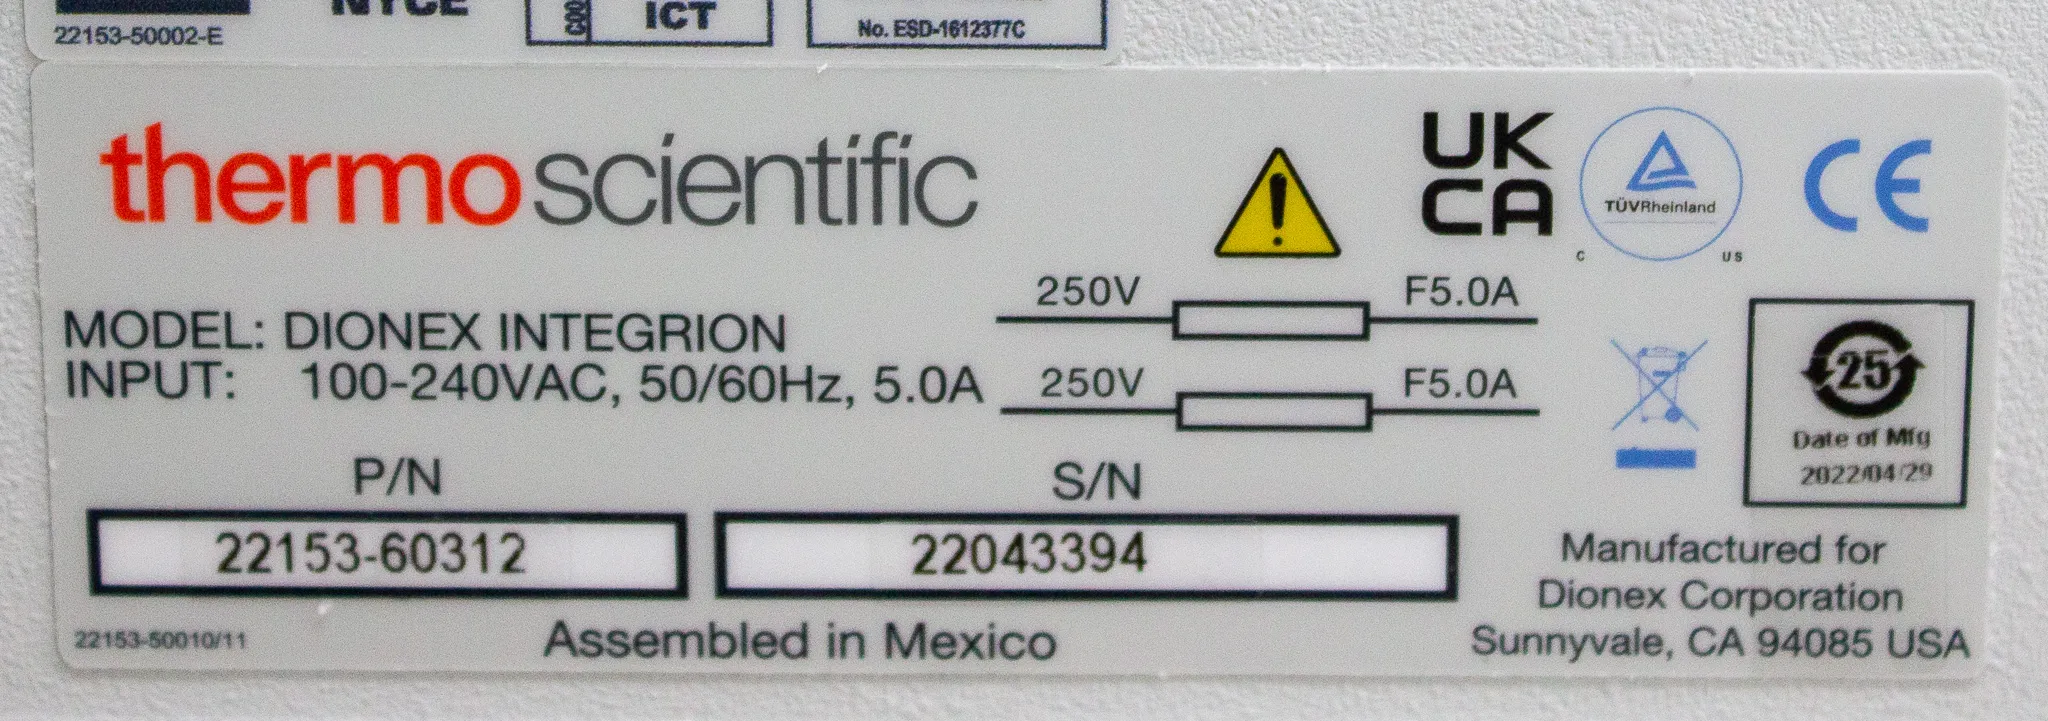 NYCE
ICT
22153-50002-E
No. ESD-1612377C
thermo scientific
UK
CA
TÜVRheinland
C US
CE
250V F5.0A
MODEL: DIONEX INTEGRION
INPUT: 100-240VAC, 50/60Hz, 5.0A
250V F5.0A
25
Date of Mfg
2022/04/29
P/N
S/N
22153-60312
22043394
Manufactured for
Dionex Corporation
Sunnyvale, CA 94085 USA
22153-50010/11
Assembled in Mexico